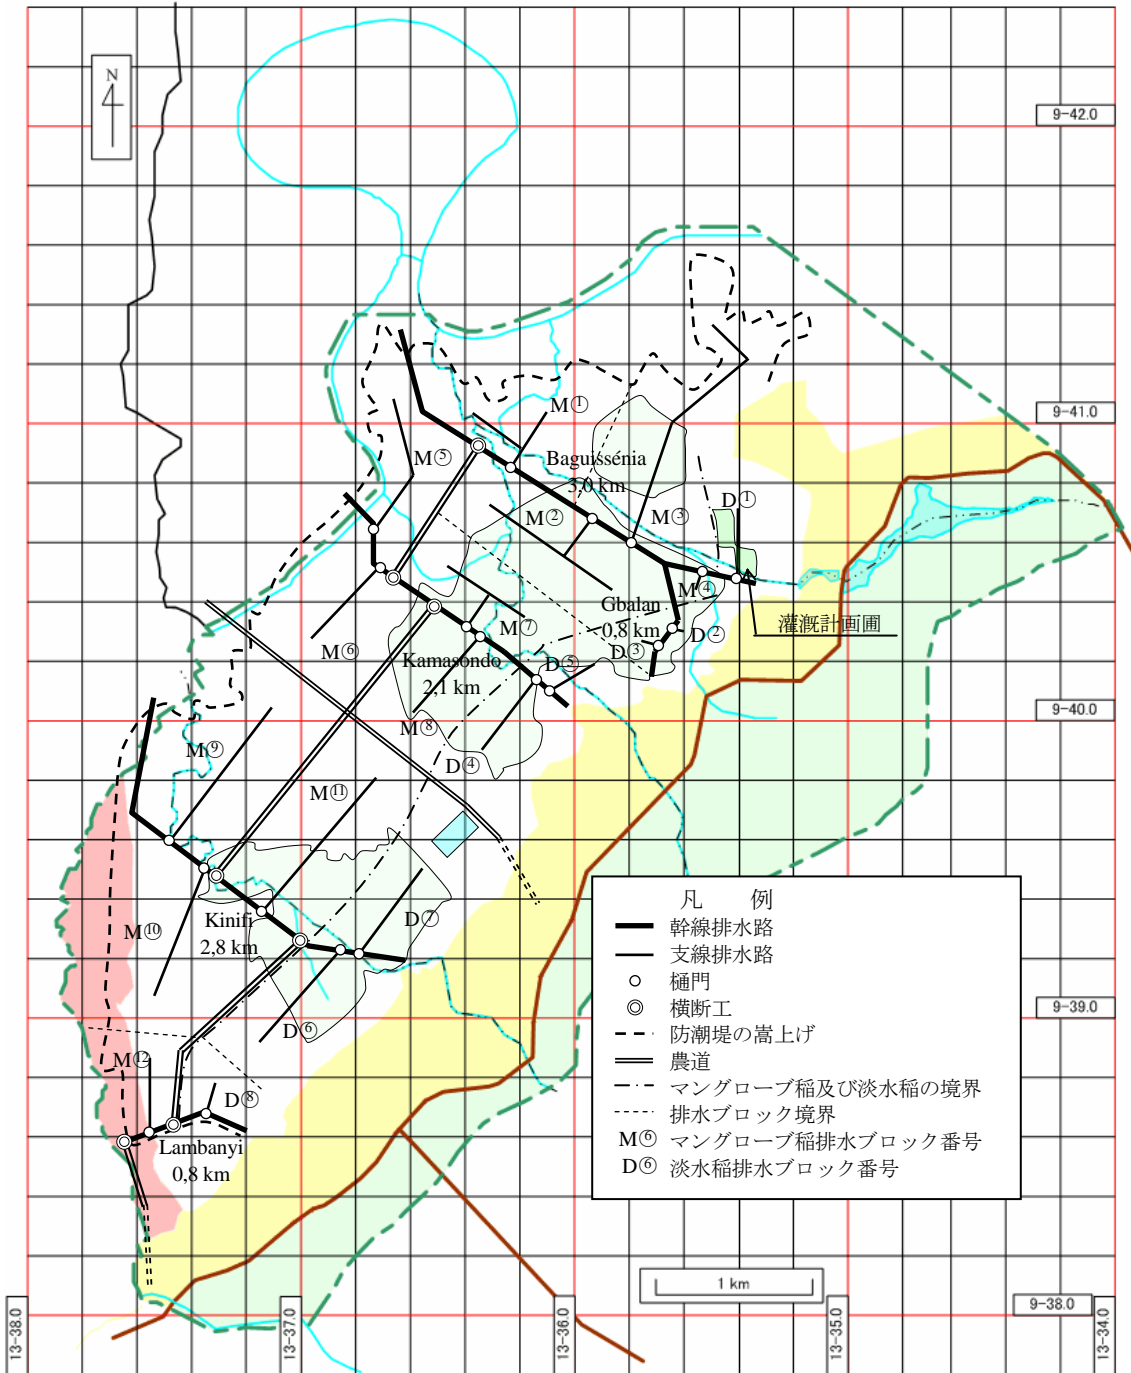 N
9-42.0
9-41.0
M①
M⑤
Baguissénia
3,0 km
M②
M③
D①
M④
Gbalan
0,8 km
D②
灌漑計画圃
M⑦
D③
M⑥
Kamasondo
2,1 km
D⑤
9-40.0
M⑧
M⑨
D④
M⑪
Kinifi
2,8 km
D⑦
M⑩
9-39.0
D⑥
M⑫
D⑧
Lambanyi
0,8 km
凡 例
幹線排水路
支線排水路
樋門
横断工
防潮堤の嵩上げ
農道
マングローブ稲及び淡水稲の境界
排水ブロック境界
M⑥ マングローブ稲排水ブロック番号
D⑥ 淡水稲排水ブロック番号
1 km
9-38.0
13-38.0
13-37.0
13-36.0
13-35.0
13-34.0